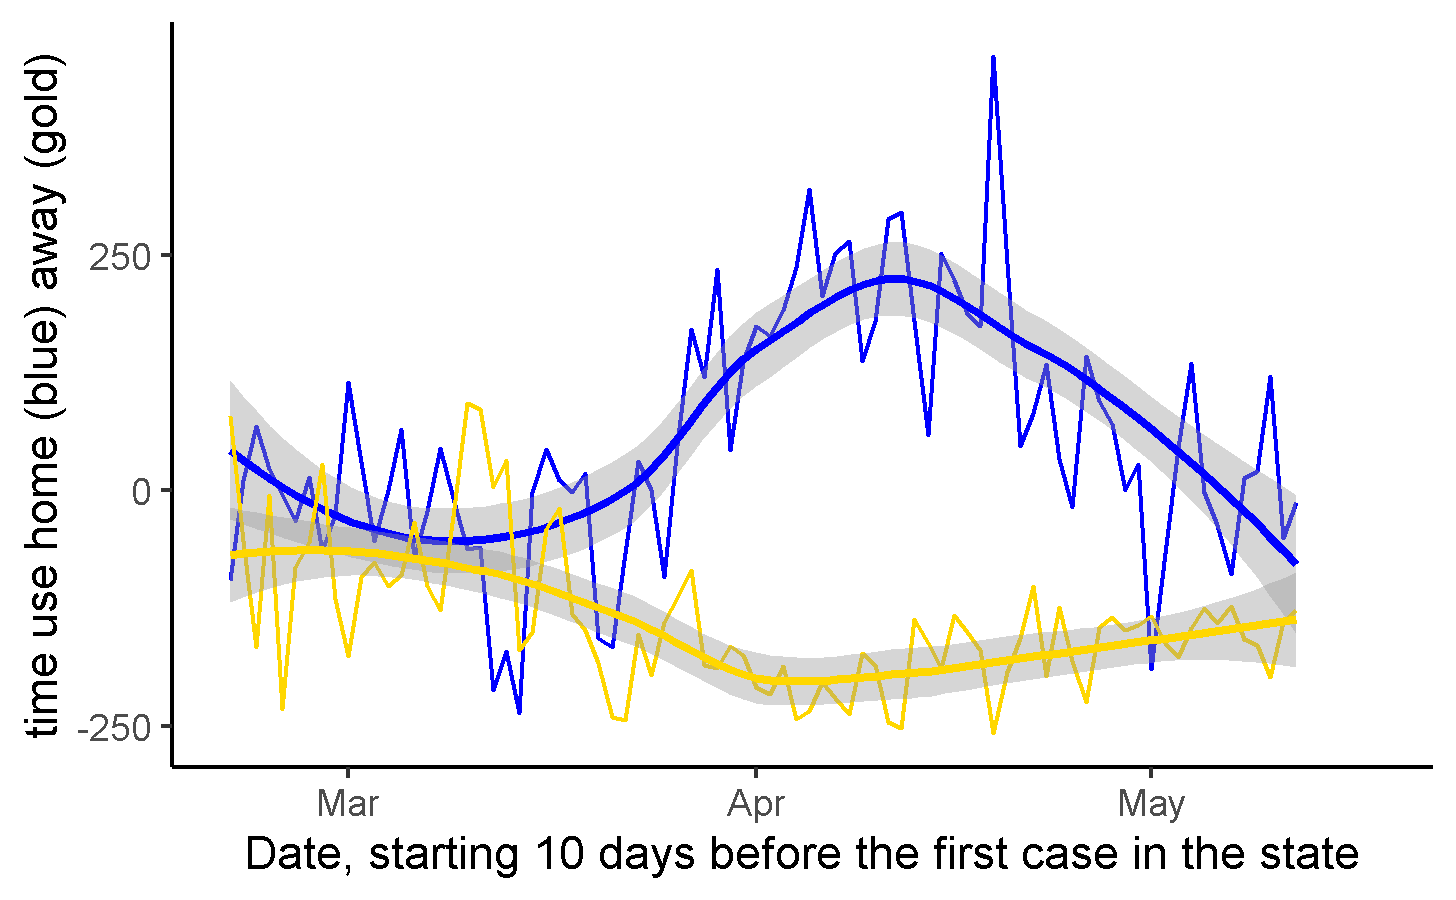 time use home (blue) away (gold)
250
0
-250
Mar
Apr
May
Date, starting 10 days before the first case in the state